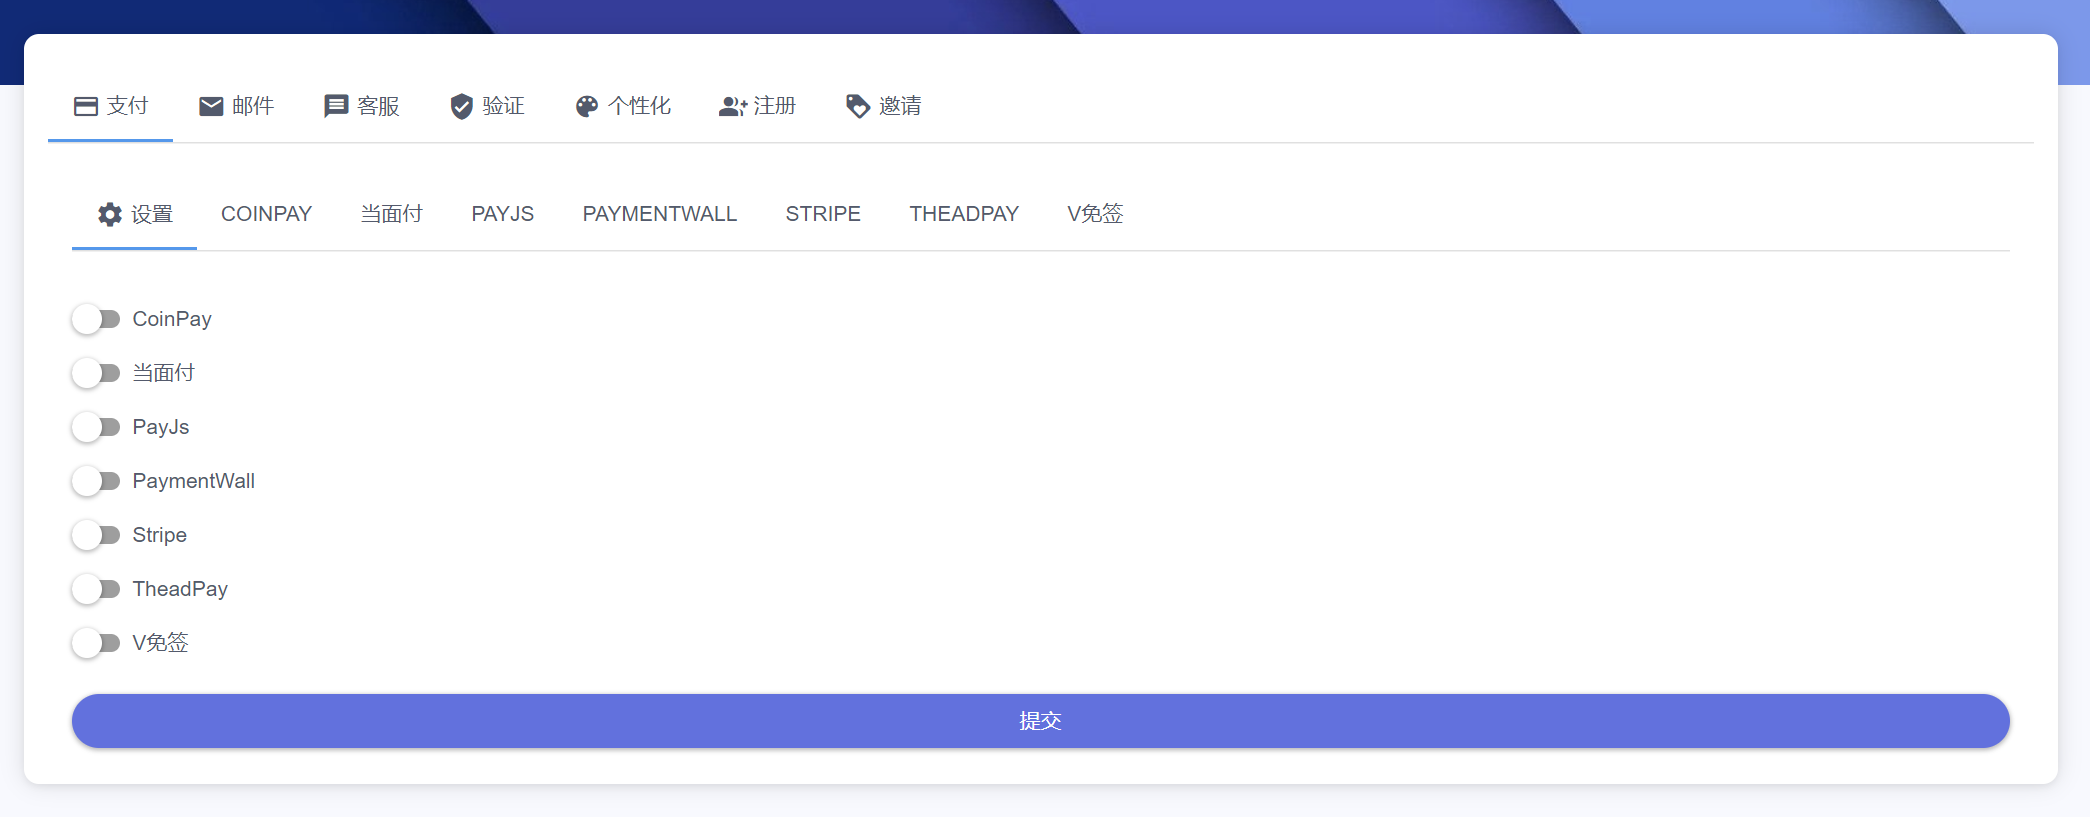 支付 邮件 客服 验证 个性化 注册 邀请
设置 COINPAY 当面付 PAYJS PAYMENTWALL STRIPE THEADPAY V免签
CoinPay
当面付
PayJs
PaymentWall
Stripe
TheadPay
V免签
提交